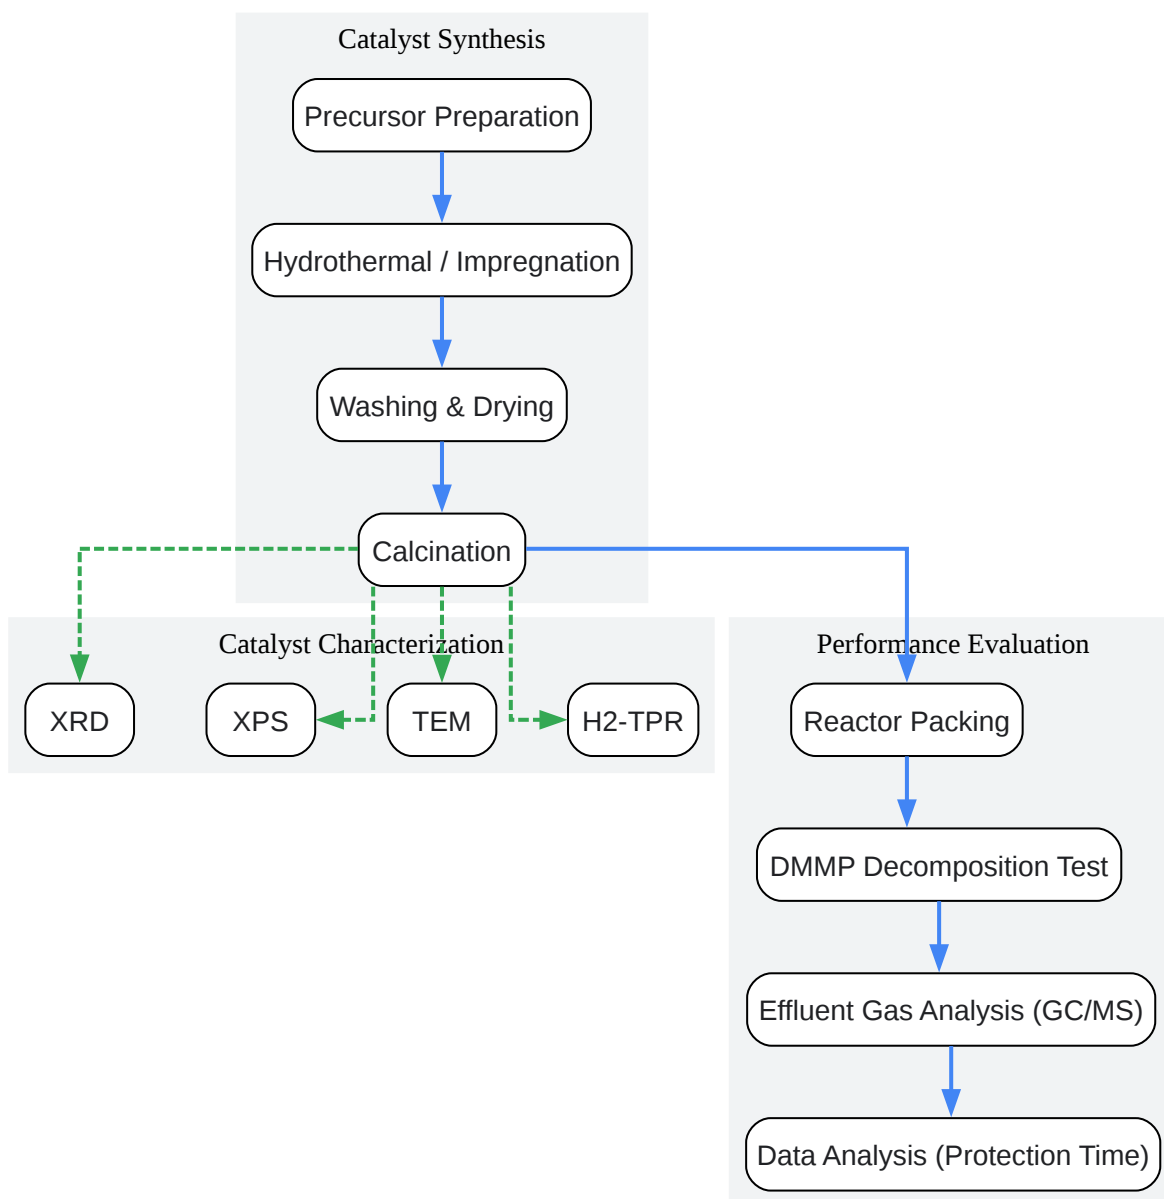 Catalyst Synthesis
Precursor Preparation
Hydrothermal / Impregnation
Washing & Drying
Calcination
Catalyst Characterization
XRD
XPS
TEM
H2-TPR
Performance Evaluation
Reactor Packing
DMMP Decomposition Test
Effluent Gas Analysis (GC/MS)
Data Analysis (Protection Time)